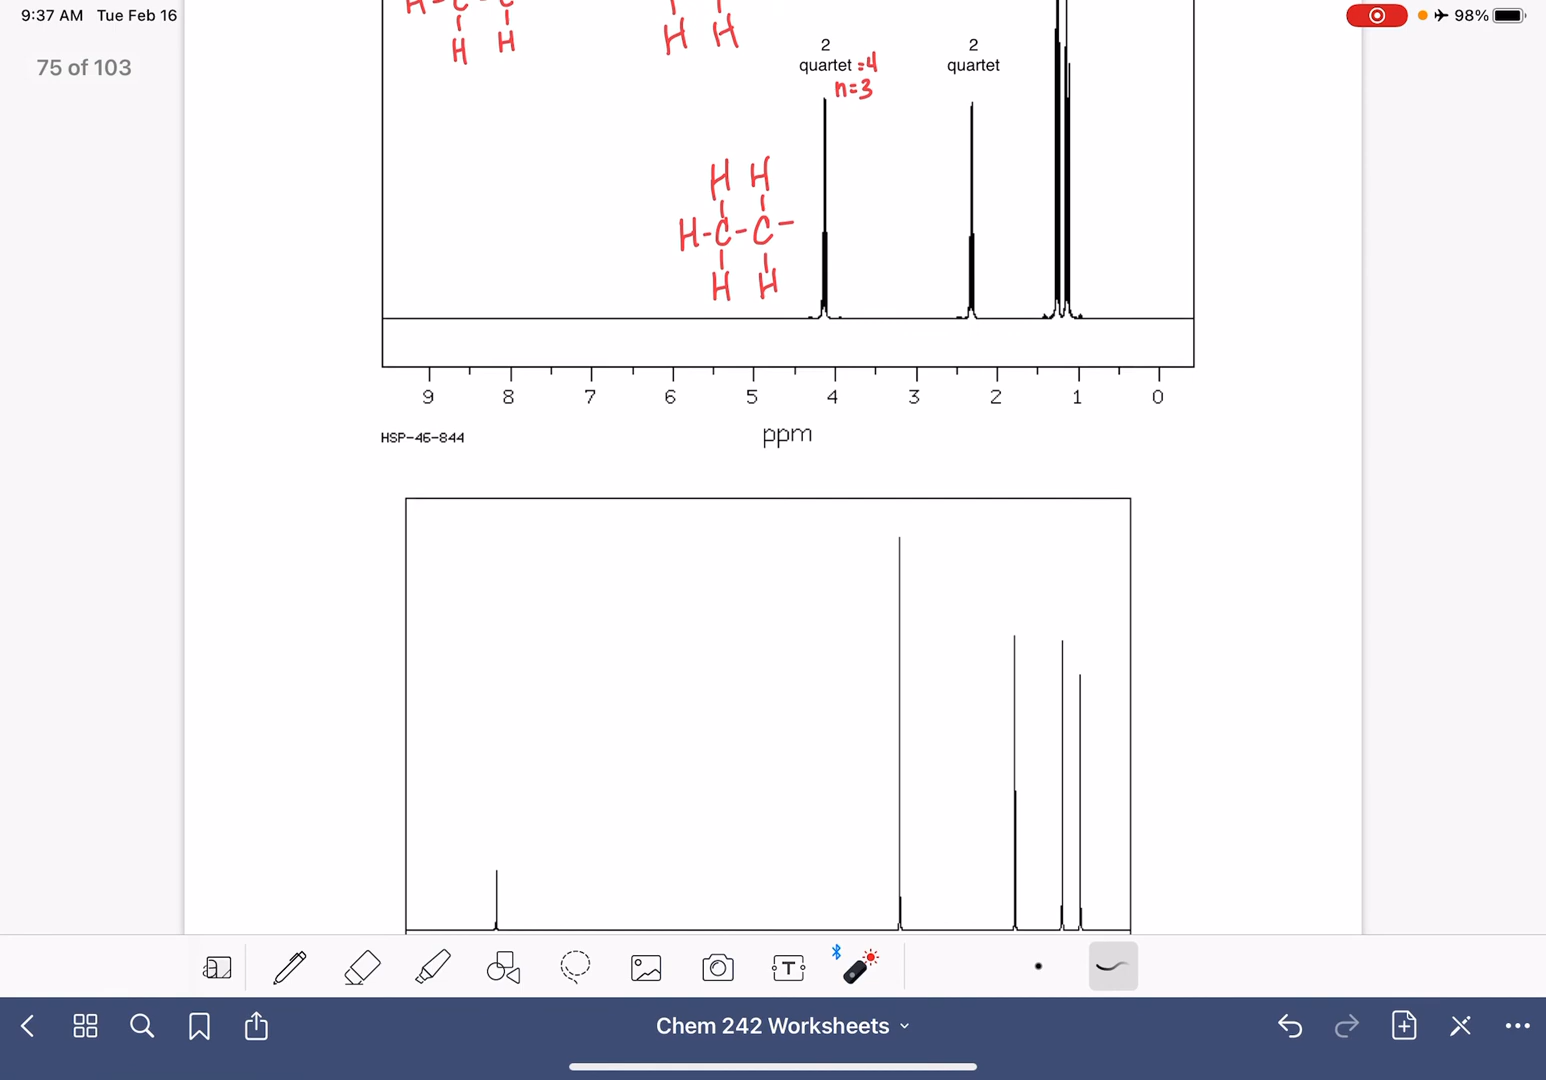 9:37 AM Tue Feb 16
98%
75 of 103
H-C-C
H H
H H
2
quartet =4
n=3
2
quartet
H H
H-C-C-
H H
9 8 7 6 5 4 3 2 1 0
HSP-46-844
ppm
T
Chem 242 Worksheets